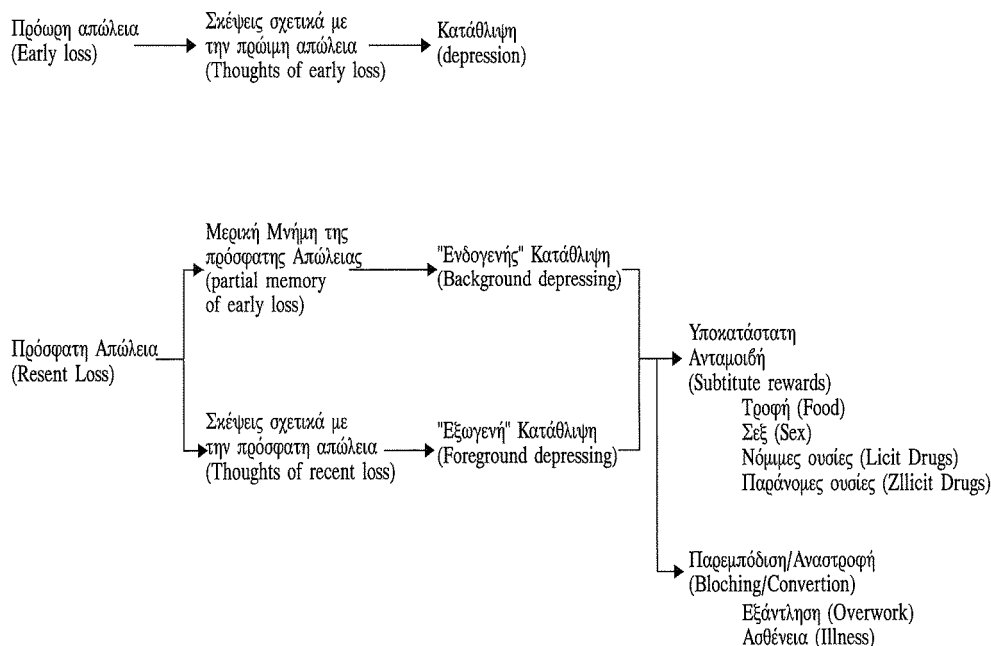 Πρόωρη απώλεια
(Early loss)
Σκέψεις σχετικά με
την πρώιμη απώλεια
(Thoughts of early loss)
Κατάθλιψη
(depression)
Μερική Μνήμη της
πρόσφατης Απώλειας
(partial memory
of early loss)
"Ενδογενής" Κατάθλιψη
(Background depressing)
Πρόσφατη Απώλεια
(Resent Loss)
Σκέψεις σχετικά με
την πρόσφατη απώλεια
(Thoughts of recent loss)
"Εξωγενή" Κατάθλιψη
(Foreground depressing)
Υποκατάστατη
Ανταμοιβή
(Subtitute rewards)
Τροφή (Food)
Σεξ (Sex)
Νόμιμες ουσίες (Licit Drugs)
Παράνομες ουσίες (Zllicit Drugs)
Παρεμπόδιση/Αναστροφή
(Bloching/Convertion)
Εξάντληση (Overwork)
Ασθένεια (Illness)